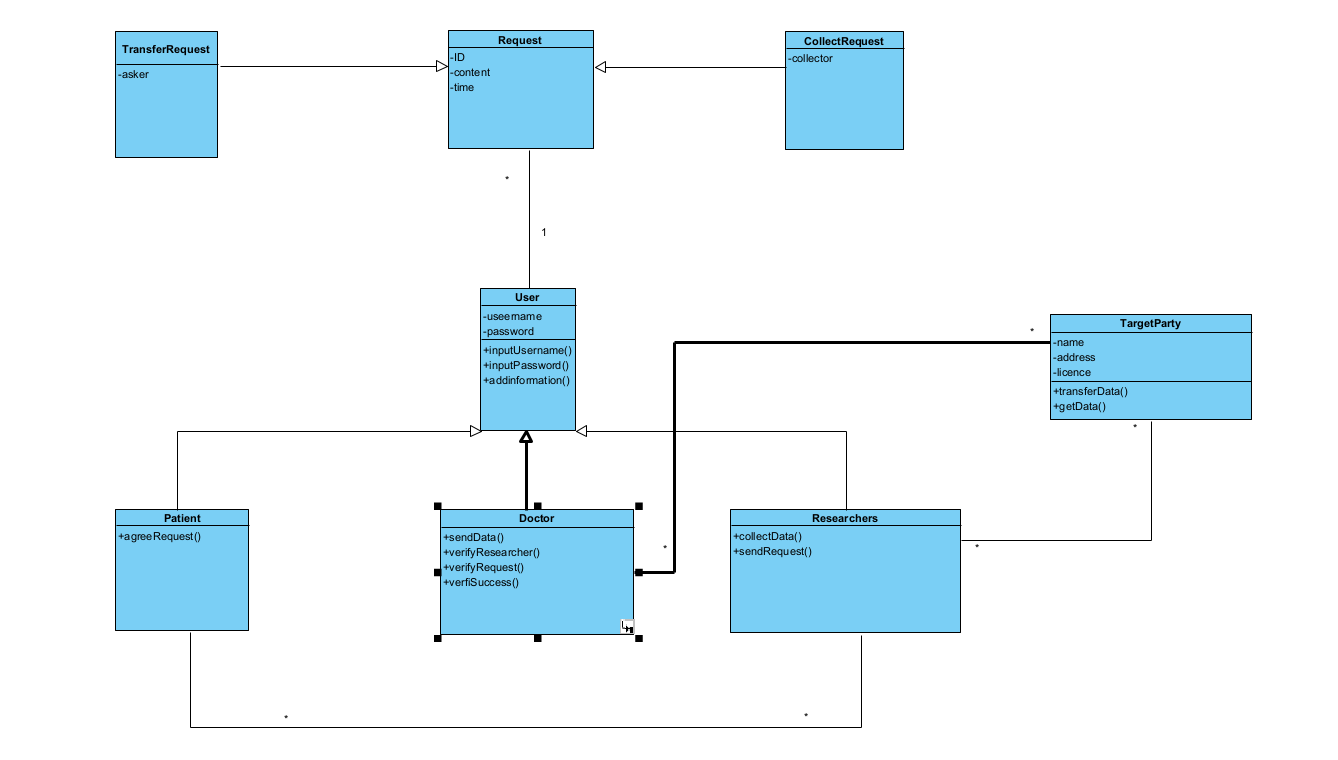 TransferRequest
-asker
Request
-ID
-content
-time
CollectRequest
-collector
*
1
User
-useername
-password
+inputUsername()
+inputPassword()
+addinformation()
*
TargetParty
-name
-address
-licence
+transferData()
+getData()
*
Patient
+agreeRequest()
Doctor
+sendData()
+verifyResearcher()
+verifyRequest()
+verfiSuccess()
*
Researchers
+collectData()
+sendRequest()
*
*
*